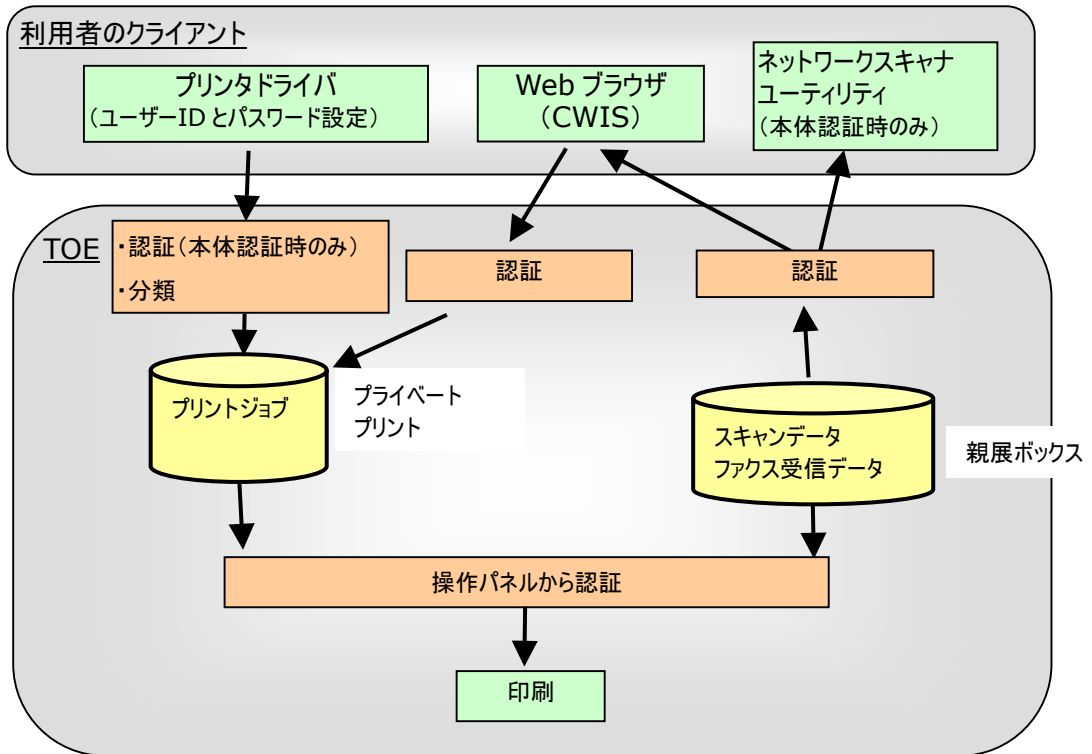 利用者のクライアント
プリンタドライバ
(ユーザーIDとパスワード設定)
Web ブラウザ
(CWIS)
ネットワークスキャナ
ユーティリティ
(本体認証時のみ)
TOE
・認証(本体認証時のみ)
・分類
認証
認証
プリントジョブ
プライベート
プリント
スキャンデータ
ファクス受信データ
親展ボックス
操作パネルから認証
印刷